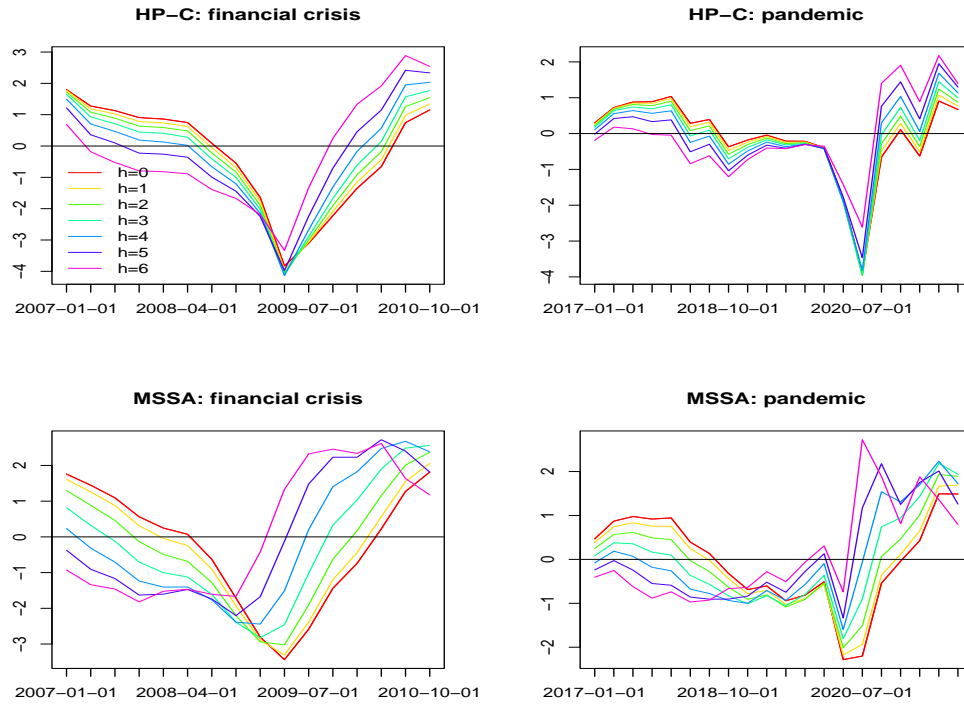 HP−C: financial crisis
3
2
1
0
−1
−2
−3
−4
h=0
h=1
h=2
h=3
h=4
h=5
h=6
2007−01−01 2008−04−01 2009−07−01 2010−10−01
HP−C: pandemic
2
1
0
−1
−2
−3
−4
2017−01−01 2018−10−01 2020−07−01
MSSA: financial crisis
2
1
0
−1
−2
−3
2007−01−01 2008−04−01 2009−07−01 2010−10−01
MSSA: pandemic
2
1
0
−1
−2
2017−01−01 2018−10−01 2020−07−01